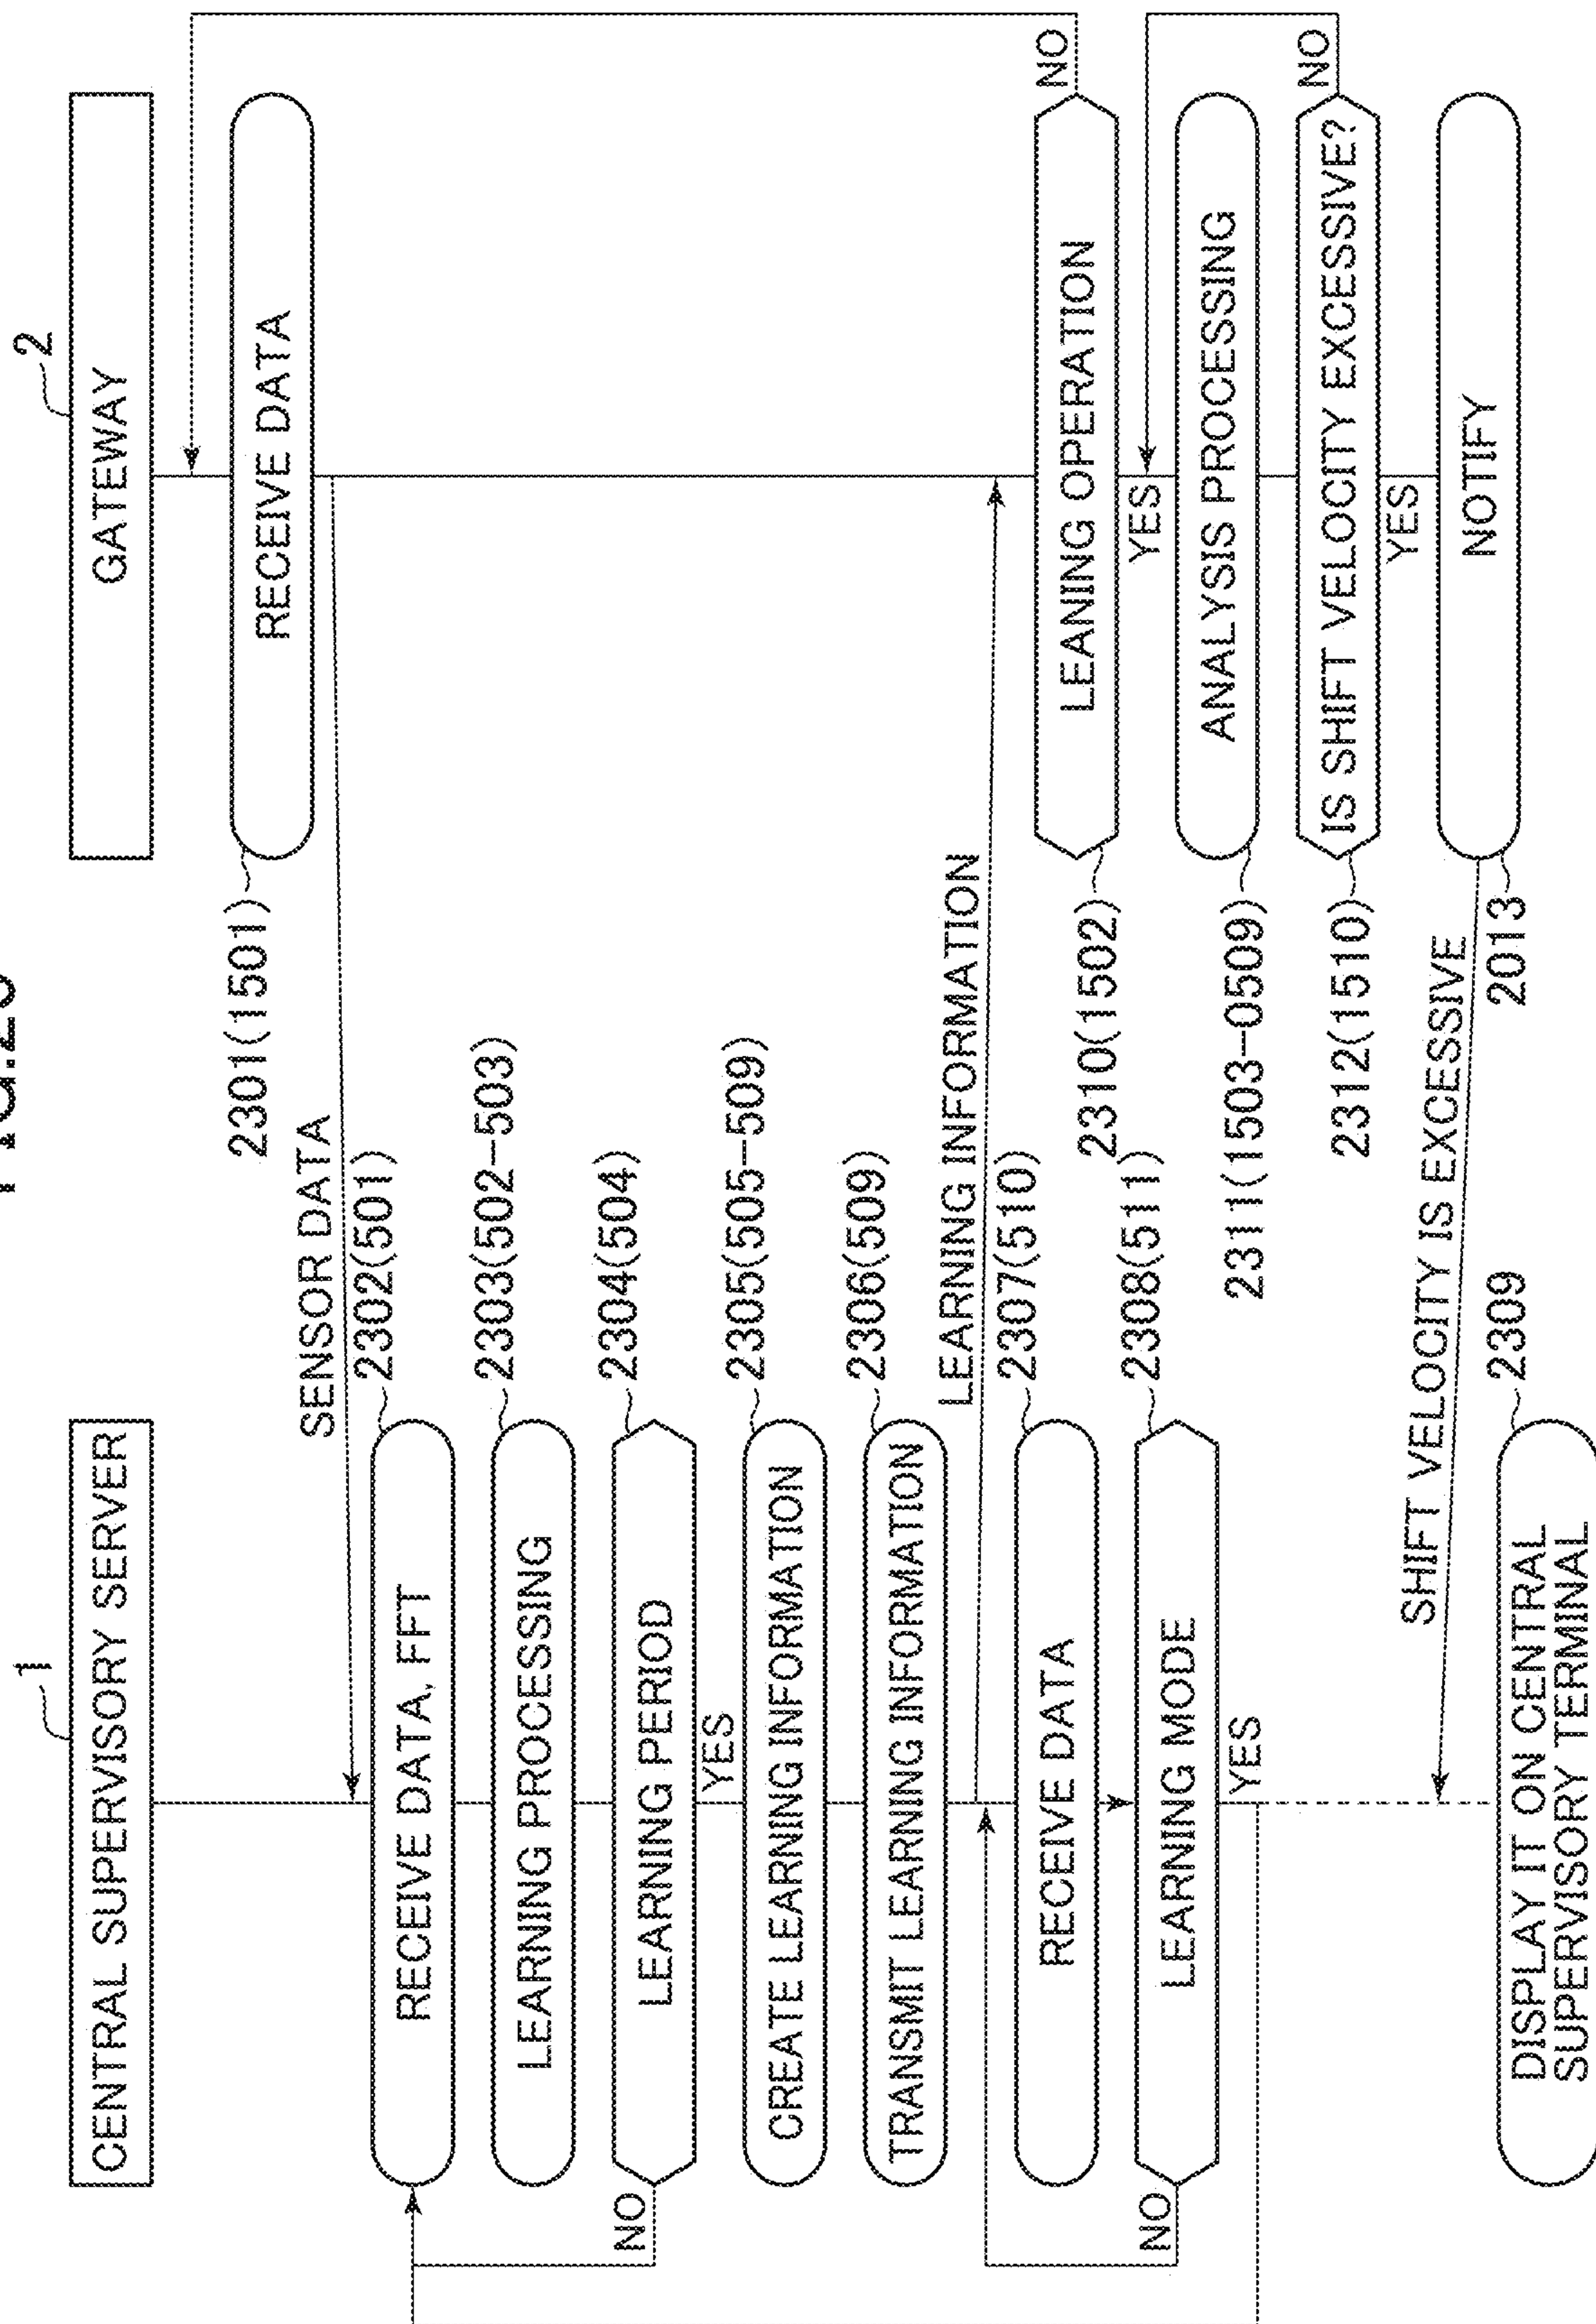 1
CENTRAL SUPERVISORY SERVER
2
GATEWAY
RECEIVE DATA
2301(1501)
SENSOR DATA
RECEIVE DATA, FFT
2302(501)
LEARNING PROCESSING
2303(502-503)
LEARNING PERIOD
2304(504)
NO
YES
CREATE LEARNING INFORMATION
2305(505-509)
TRANSMIT LEARNING INFORMATION
2306(509)
LEARNING INFORMATION
RECEIVE DATA
2307(510)
LEARNING MODE
2308(511)
NO
YES
LEANING OPERATION
2310(1502)
NO
YES
ANALYSIS PROCESSING
2311(1503-0509)
IS SHIFT VELOCITY EXCESSIVE?
2312(1510)
NO
YES
NOTIFY
2013
SHIFT VELOCITY IS EXCESSIVE
2309
DISPLAY IT ON CENTRAL
SUPERVISORY TERMINAL